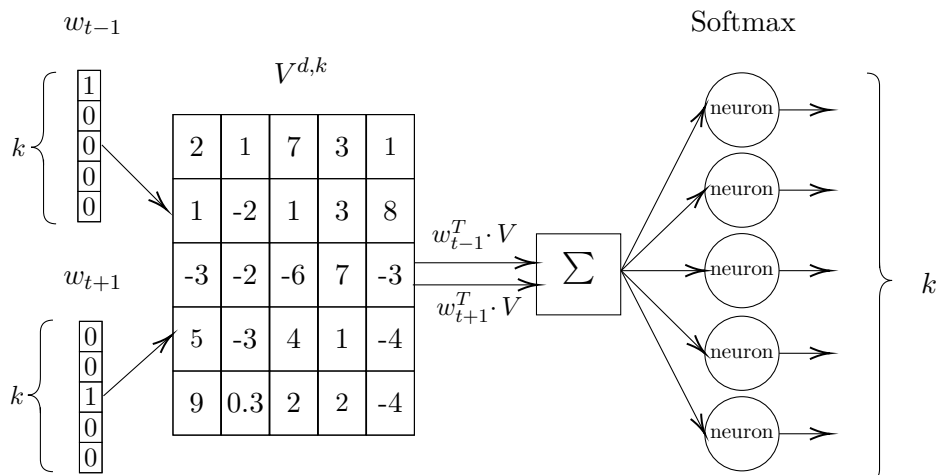 w_{t-1}
k
1
0
0
0
0
w_{t+1}
k
0
0
1
0
0
V^{d,k}
2 1 7 3 1
1 -2 1 3 8
-3 -2 -6 7 -3
5 -3 4 1 -4
9 0.3 2 2 -4
w_{t-1}^T · V
w_{t+1}^T · V
∑
Softmax
neuron
neuron
neuron
neuron
neuron
k